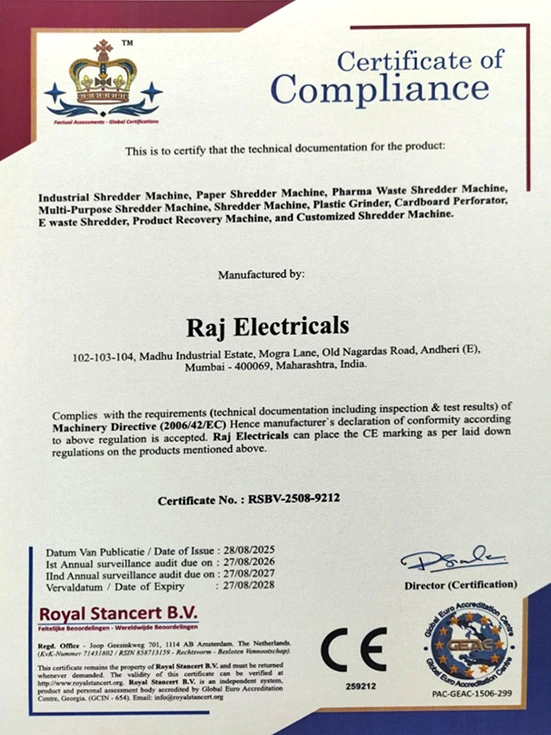 TM
Factual Assessments - Global Certifications
Certificate of
Compliance
This is to certify that the technical documentation for the product:
Industrial Shredder Machine, Paper Shredder Machine, Pharma Waste Shredder Machine,
Multi-Purpose Shredder Machine, Shredder Machine, Plastic Grinder, Cardboard Perforator,
E waste Shredder, Product Recovery Machine, and Customized Shredder Machine.
Manufactured by:
Raj Electricals
102-103-104, Madhu Industrial Estate, Mogra Lane, Old Nagardas Road, Andheri (E),
Mumbai - 400069, Maharashtra, India.
Complies with the requirements (technical documentation including inspection & test results) of
Machinery Directive (2006/42/EC) Hence manufacturer`s declaration of conformity according
to above regulation is accepted. Raj Electricals can place the CE marking as per laid down
regulations on the products mentioned above.
Certificate No. : RSBV-2508-9212
Datum Van Publicatie / Date of Issue : 28/08/2025
Ist Annual surveillance audit due on : 27/08/2026
IInd Annual surveillance audit due on : 27/08/2027
Vervaldatum / Date of Expiry : 27/08/2028
Director (Certification)
Royal Stancert B.V.
Feitelijke Beoordelingen - Wereldwijde Beoordelingen
Regd. Office - Joop Geesinkweg 701, 1114 AB Amsterdam. The Netherlands.
(KvK-Nummer 71431802 / RSIN 858713159 - Rechtsvorm - Besloten Vennootschap)
This certificate remains the property of Royal Stancert B.V. and must be returned
whenever demanded. The validity of this certificate can be verified at
http://www.royalstancert.org. Royal Stancert B.V. is an independent system,
product and personal assessment body accredited by Global Euro Accreditation
Centre, Georgia. (GCIN - 654). Email: info@royalstancert.org
CE
259212
Global Euro Accreditation Centre
GEAC
Global Euro Accreditation Centre
PAC-GEAC-1506-299